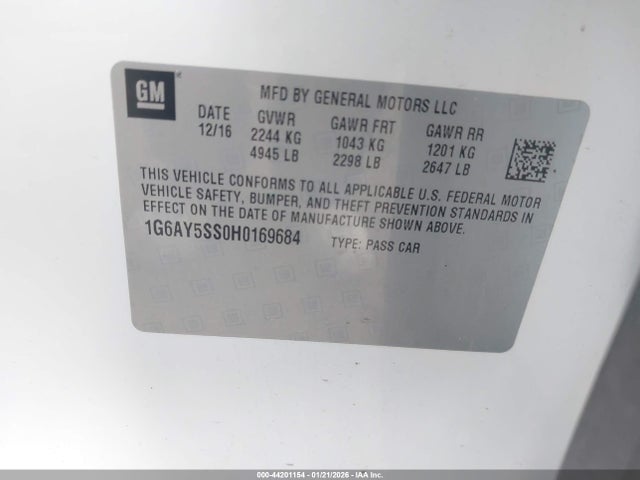 GM
MFD BY GENERAL MOTORS LLC
DATE GVWR GAWR FRT GAWR RR
12/16 2244 KG 1043 KG 1201 KG
4945 LB 2298 LB 2647 LB
THIS VEHICLE CONFORMS TO ALL APPLICABLE U.S. FEDERAL MOTOR
VEHICLE SAFETY, BUMPER, AND THEFT PREVENTION STANDARDS IN
EFFECT ON THE DATE OF MANUFACTURE SHOWN ABOVE.
1G6AY5SS0H0169684 TYPE: PASS CAR
000-44201154 - 01/21/2026 - IAAI.CA